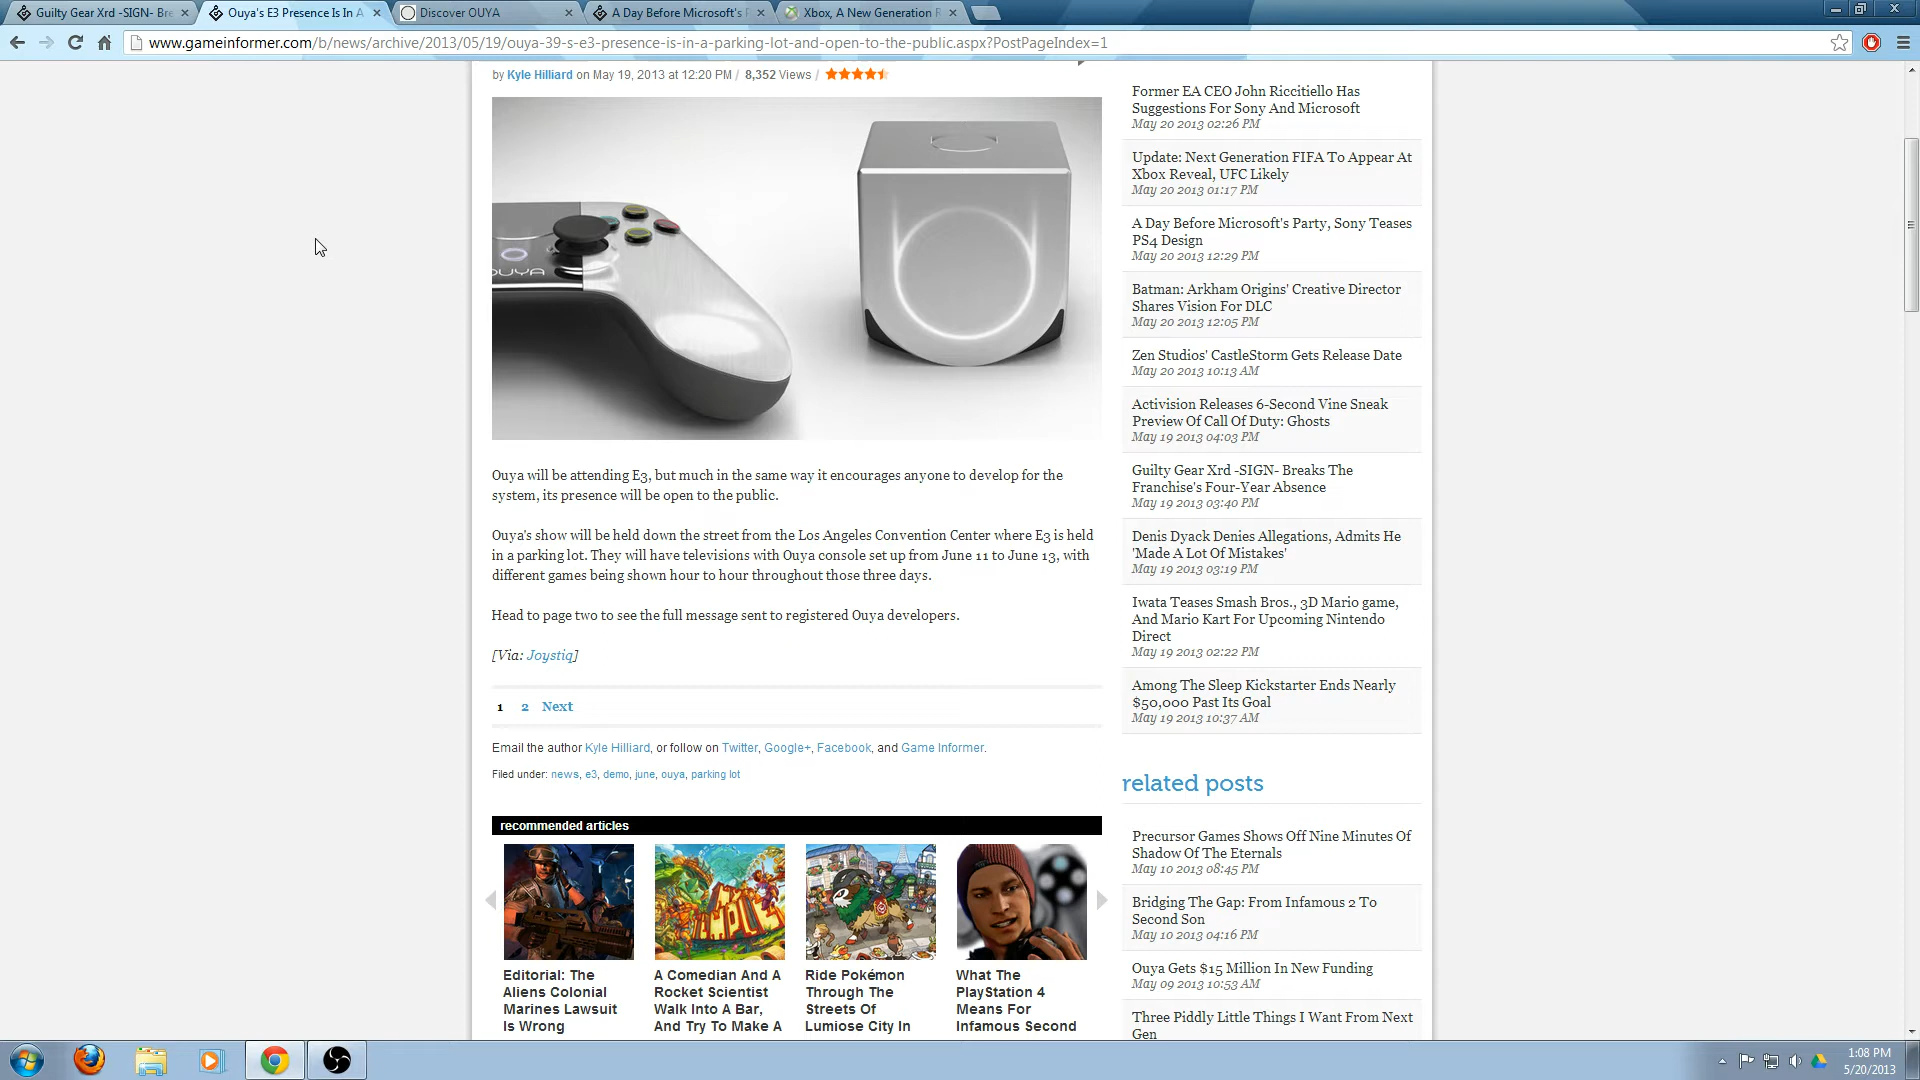 Guilty Gear Xrd -SIGN- Bre
Ouya's E3 Presence Is In A
Discover OUYA
A Day Before Microsoft's P
Xbox, A New Generation R
www.gameinformer.com/b/news/archive/2013/05/19/ouya-39-s-e3-presence-is-in-a-parking-lot-and-open-to-the-public.aspx?PostPageIndex=1
by Kyle Hilliard on May 19, 2013 at 12:20 PM / 8,352 Views /
OUYA
Ouya will be attending E3, but much in the same way it encourages anyone to develop for the
system, its presence will be open to the public.
Ouya's show will be held down the street from the Los Angeles Convention Center where E3 is held
in a parking lot. They will have televisions with Ouya console set up from June 11 to June 13, with
different games being shown hour to hour throughout those three days.
Head to page two to see the full message sent to registered Ouya developers.
[Via: Joystiq]
1 2 Next
Email the author Kyle Hilliard, or follow on Twitter, Google+, Facebook, and Game Informer.
Filed under: news, e3, demo, june, ouya, parking lot
recommended articles
Editorial: The
Aliens Colonial
Marines Lawsuit
Is Wrong
A Comedian And A
Rocket Scientist
Walk Into A Bar,
And Try To Make A
Ride Pokémon
Through The
Streets Of
Lumiose City In
What The
PlayStation 4
Means For
Infamous Second
Former EA CEO John Riccitiello Has
Suggestions For Sony And Microsoft
May 20 2013 02:26 PM
Update: Next Generation FIFA To Appear At
Xbox Reveal, UFC Likely
May 20 2013 01:17 PM
A Day Before Microsoft's Party, Sony Teases
PS4 Design
May 20 2013 12:29 PM
Batman: Arkham Origins' Creative Director
Shares Vision For DLC
May 20 2013 12:05 PM
Zen Studios' CastleStorm Gets Release Date
May 20 2013 10:13 AM
Activision Releases 6-Second Vine Sneak
Preview Of Call Of Duty: Ghosts
May 19 2013 04:03 PM
Guilty Gear Xrd -SIGN- Breaks The
Franchise's Four-Year Absence
May 19 2013 03:40 PM
Denis Dyack Denies Allegations, Admits He
'Made A Lot Of Mistakes'
May 19 2013 03:19 PM
Iwata Teases Smash Bros., 3D Mario game,
And Mario Kart For Upcoming Nintendo
Direct
May 19 2013 02:22 PM
Among The Sleep Kickstarter Ends Nearly
$50,000 Past Its Goal
May 19 2013 10:37 AM
related posts
Precursor Games Shows Off Nine Minutes Of
Shadow Of The Eternals
May 10 2013 08:45 PM
Bridging The Gap: From Infamous 2 To
Second Son
May 10 2013 04:16 PM
Ouya Gets $15 Million In New Funding
May 09 2013 10:53 AM
Three Piddly Little Things I Want From Next
Gen
1:08 PM
5/20/2013